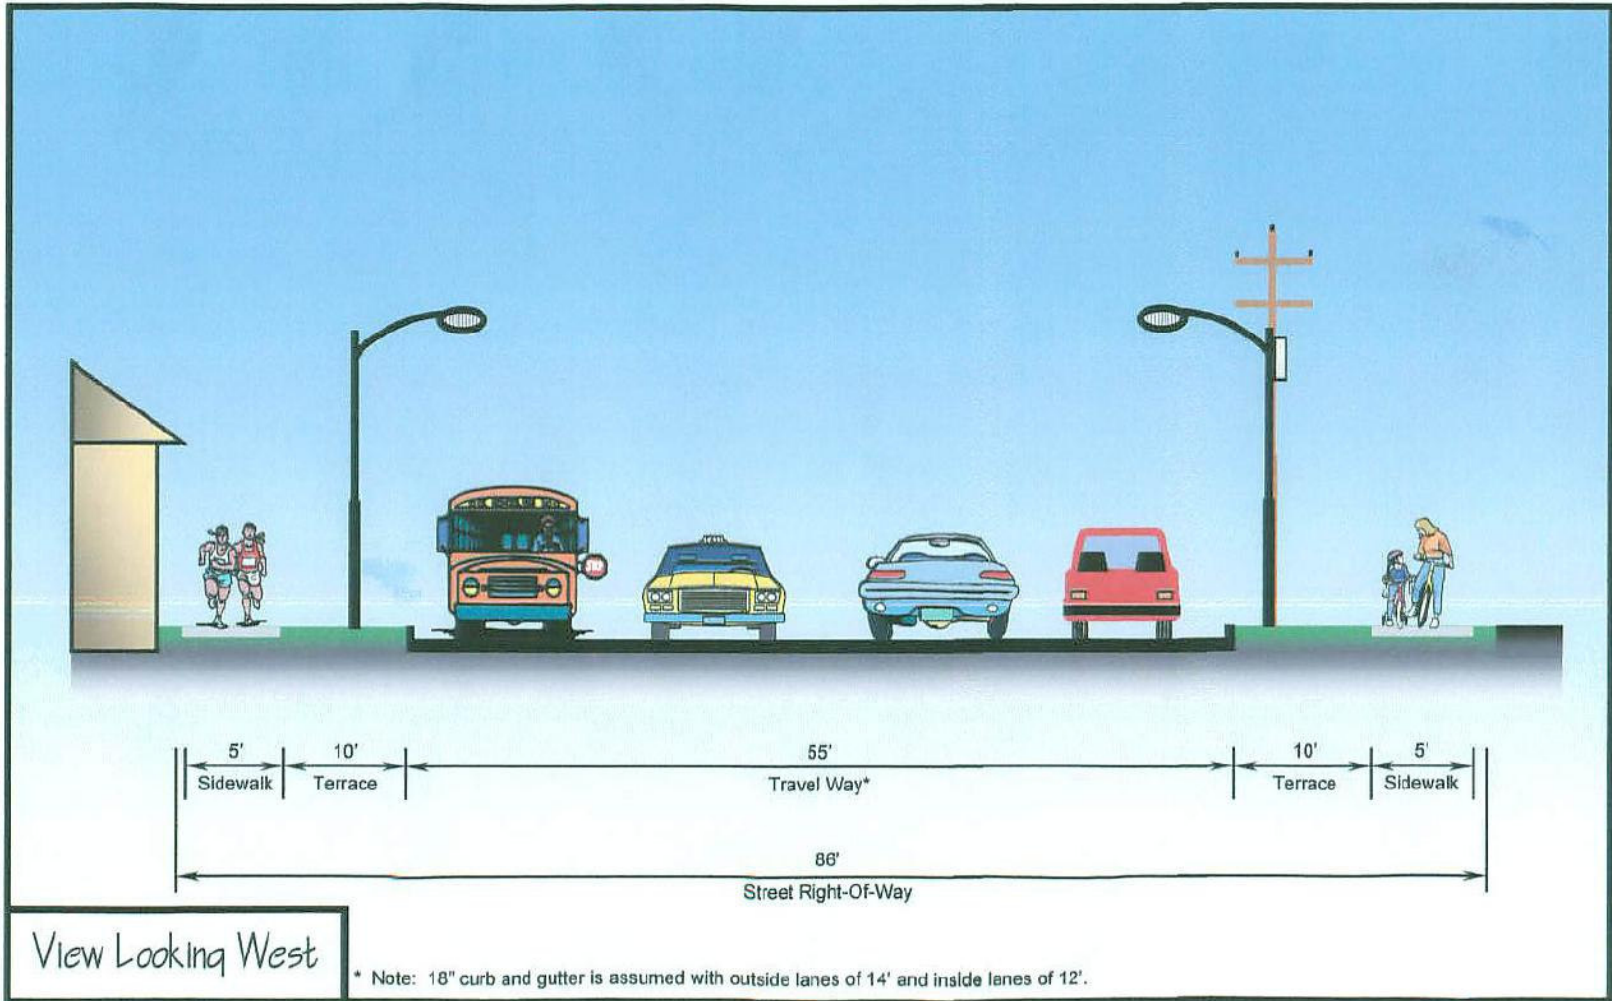 STOP
5'
Sidewalk
10'
Terrace
55'
Travel Way*
10'
Terrace
5'
Sidewalk
86'
Street Right-Of-Way
View Looking West
* Note: 18" curb and gutter is assumed with outside lanes of 14' and inside lanes of 12'.